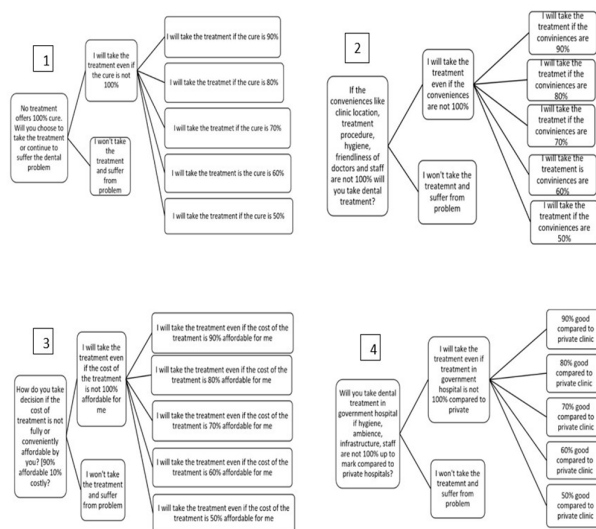 1
No treatment
offers 100% cure.
Will you choose to
take the treatment
or continue to
suffer the dental
problem
I will take the
treatment even if
the cure is not
100%
I won't take
the
treatment
and suffer
from
problem
I will take the treatment if the cure is 90%
I will take the treatmet if the cure is 80%
I will take the treatmet if the cure is 70%
I will take the treatment is the cure is 60%
I will take the treatment if the cure is 50%
2
If the
conveniences like
clinic location,
treatment
procedure,
hygiene,
friendliness of
doctors and staff
are not 100% will
you take dental
treatment?
I will take the
treatment
even if the
conveniences
are not 100%
I won't take the
treatemnt and
suffer from
problem
I will take the
treatment if the
conviniences are
90%
I will take the
treatmet if the
conviniences are
80%
I will take the
treatmet if the
conviniences are
70%
I will take the
treatement is
conviniences are
60%
I will take the
treatment if the
conviniences are
50%
3
How do you take
decision if the
cost of
treatment is not
fully or
conveniently
affordable by
you? [90%
affordable 10%
costly?
I will take the
treatment even
if the cost of
the treatment
is not 100%
affordable for
me
I won't take
the
treatment
and suffer
from
problem
I will take the treatment even if the cost of the
treatment is 90% affordable for me
I will take the treatment even if the cost of the
treatment is 80% affordable for me
I will take the treatment even if the cost of the
treatment is 70% affordable for me
I will take the treatment even if the cost of the
treatment is 60% affordable for me
I will take the treatment even if the cost of the
treatment is 50% affordable for me
4
Will you take dental
treatment in
government hospital
if hygiene,
ambience,
infrastructure, staff
are not 100% up to
mark compared to
private hospitals?
I will take the
treatment even if
treatment in
government
hospital is not
100% compared to
private
I won't take the
treatemnt and
suffer from
problem
90% good
compared to
private clinic
80% good
compared to
private clinic
70% good
compared to
private clinic
60% good
compared to
private clinic
50% good
compared to
private clinic